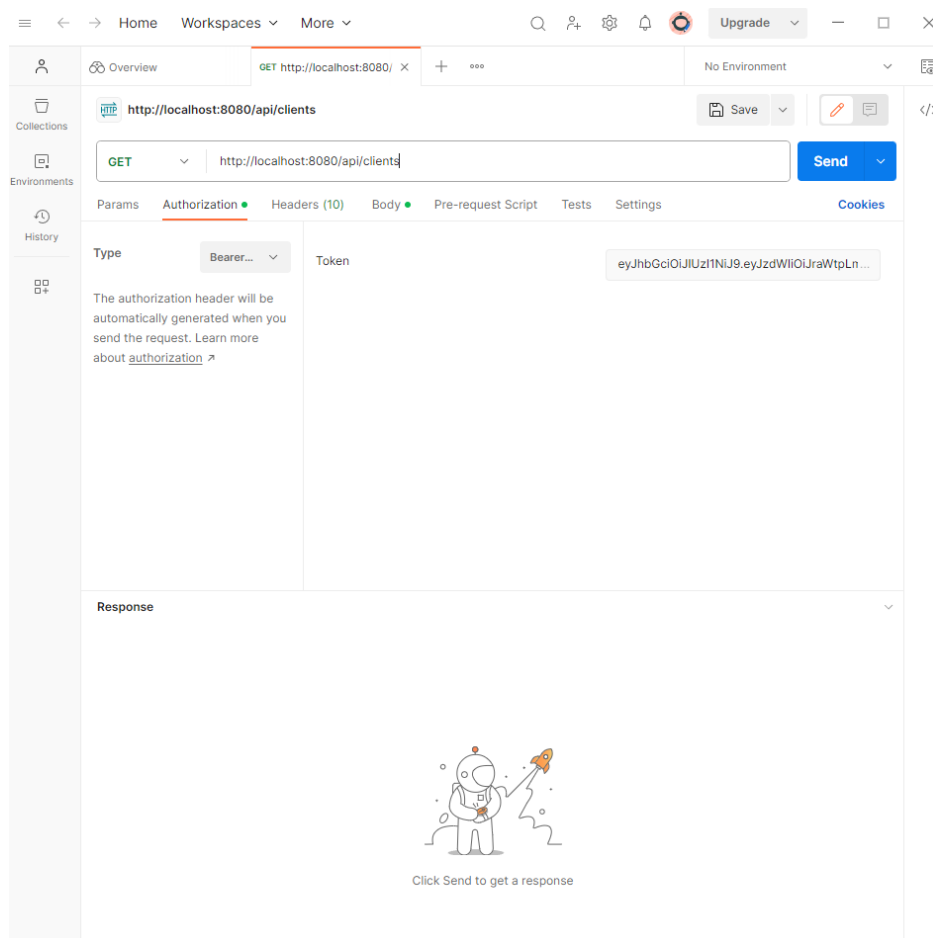 Home Workspaces More Upgrade
Overview GET http://localhost:8080/ No Environment
HTTP http://localhost:8080/api/clients Save
Collections
GET http://localhost:8080/api/clients Send
Environments
Params Authorization Headers (10) Body Pre-request Script Tests Settings Cookies
History
Type Bearer... Token eyJhbGciOiJIUzI1NiJ9.eyJzdWIiOiJraWtpLn...
The authorization header will be
automatically generated when you
send the request. Learn more
about authorization
Response
Click Send to get a response